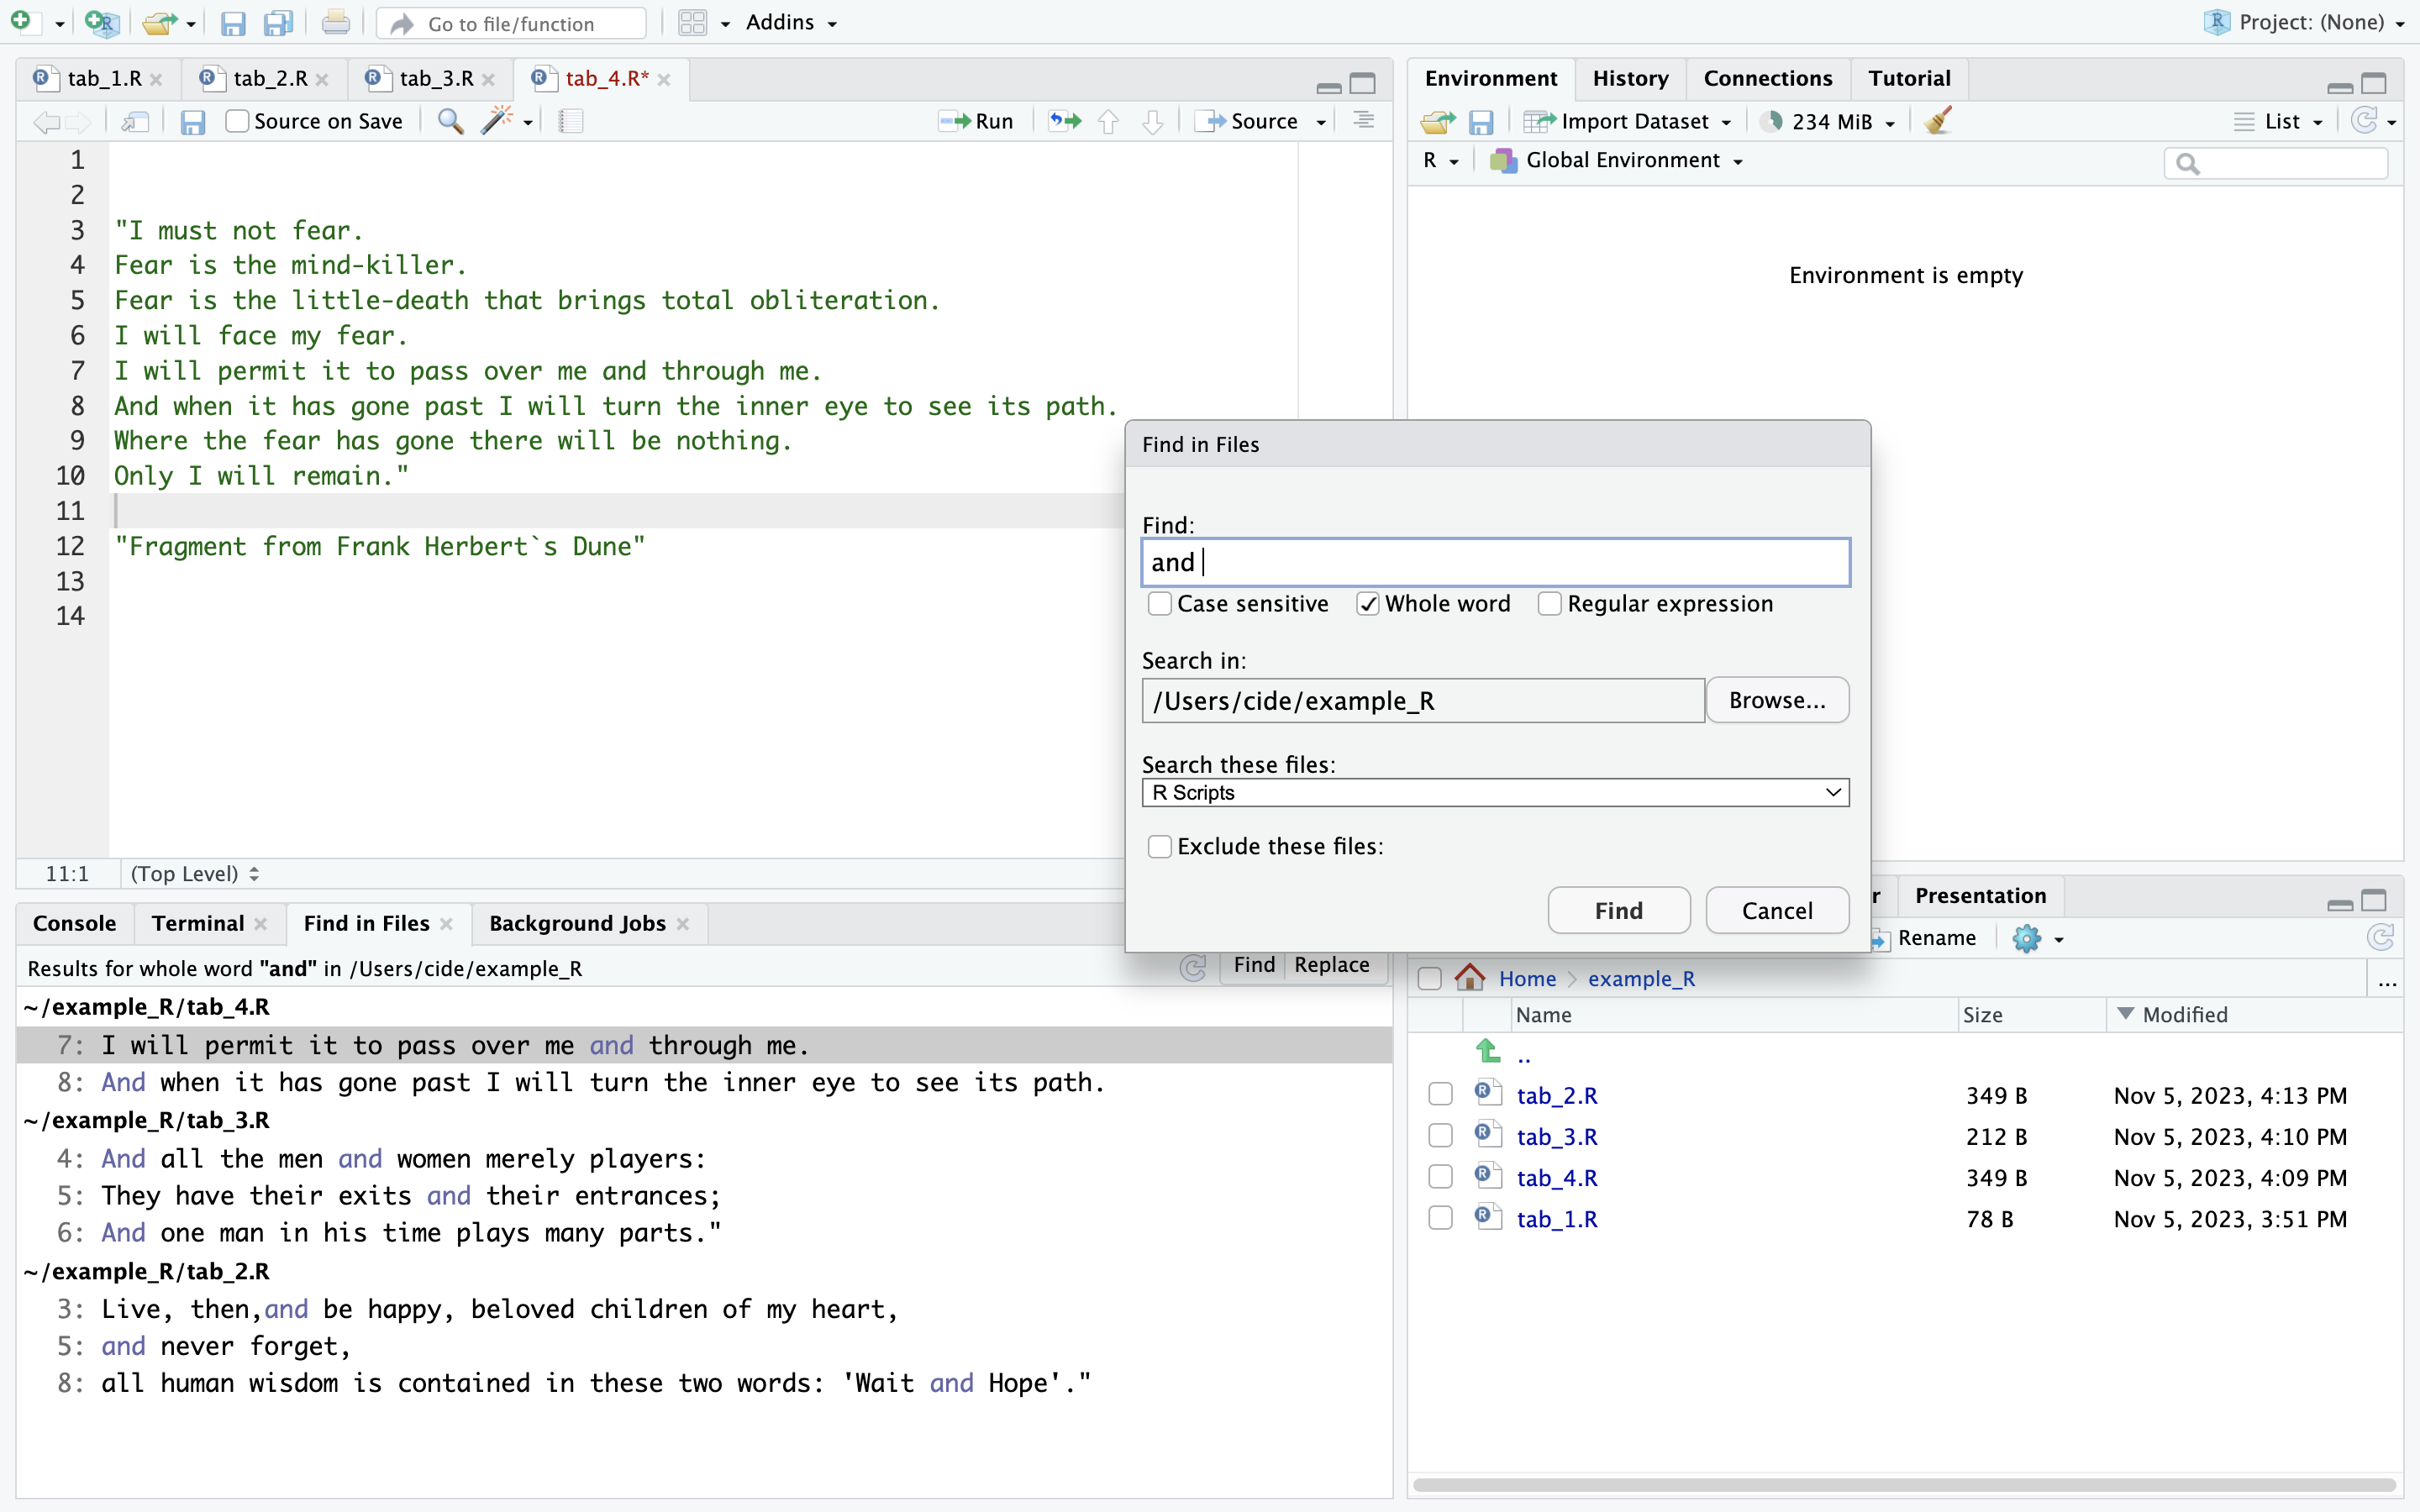 Go to file/function
Addins
Project: (None)
tab_1.R
tab_2.R
tab_3.R
tab_4.R*
Source on Save
Run
Source
1
2
3 "I must not fear.
4 Fear is the mind-killer.
5 Fear is the little-death that brings total obliteration.
6 I will face my fear.
7 I will permit it to pass over me and through me.
8 And when it has gone past I will turn the inner eye to see its path.
9 Where the fear has gone there will be nothing.
10 Only I will remain."
11
12 "Fragment from Frank Herbert`s Dune"
13
14
11:1 (Top Level)
Environment History Connections Tutorial
Import Dataset 234 MiB List
R Global Environment
Environment is empty
Find in Files
Find:
and
Case sensitive Whole word Regular expression
Search in:
/Users/cide/example_R Browse...
Search these files:
R Scripts
Exclude these files:
Find Cancel
Console Terminal Find in Files Background Jobs
Results for whole word "and" in /Users/cide/example_R Find Replace
~/example_R/tab_4.R
7: I will permit it to pass over me and through me.
8: And when it has gone past I will turn the inner eye to see its path.
~/example_R/tab_3.R
4: And all the men and women merely players:
5: They have their exits and their entrances;
6: And one man in his time plays many parts."
~/example_R/tab_2.R
3: Live, then,and be happy, beloved children of my heart,
5: and never forget,
8: all human wisdom is contained in these two words: 'Wait and Hope'."
r Presentation
Rename
Home example_R ...
Name Size Modified
..
tab_2.R 349 B Nov 5, 2023, 4:13 PM
tab_3.R 212 B Nov 5, 2023, 4:10 PM
tab_4.R 349 B Nov 5, 2023, 4:09 PM
tab_1.R 78 B Nov 5, 2023, 3:51 PM